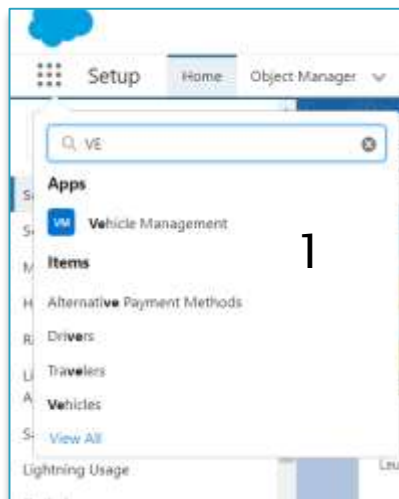 Setup Home Object Manager
VE
Apps
VM Vehicle Management
1
Items
Alternative Payment Methods
Drivers
Travelers
Vehicles
View All
Lightning Usage